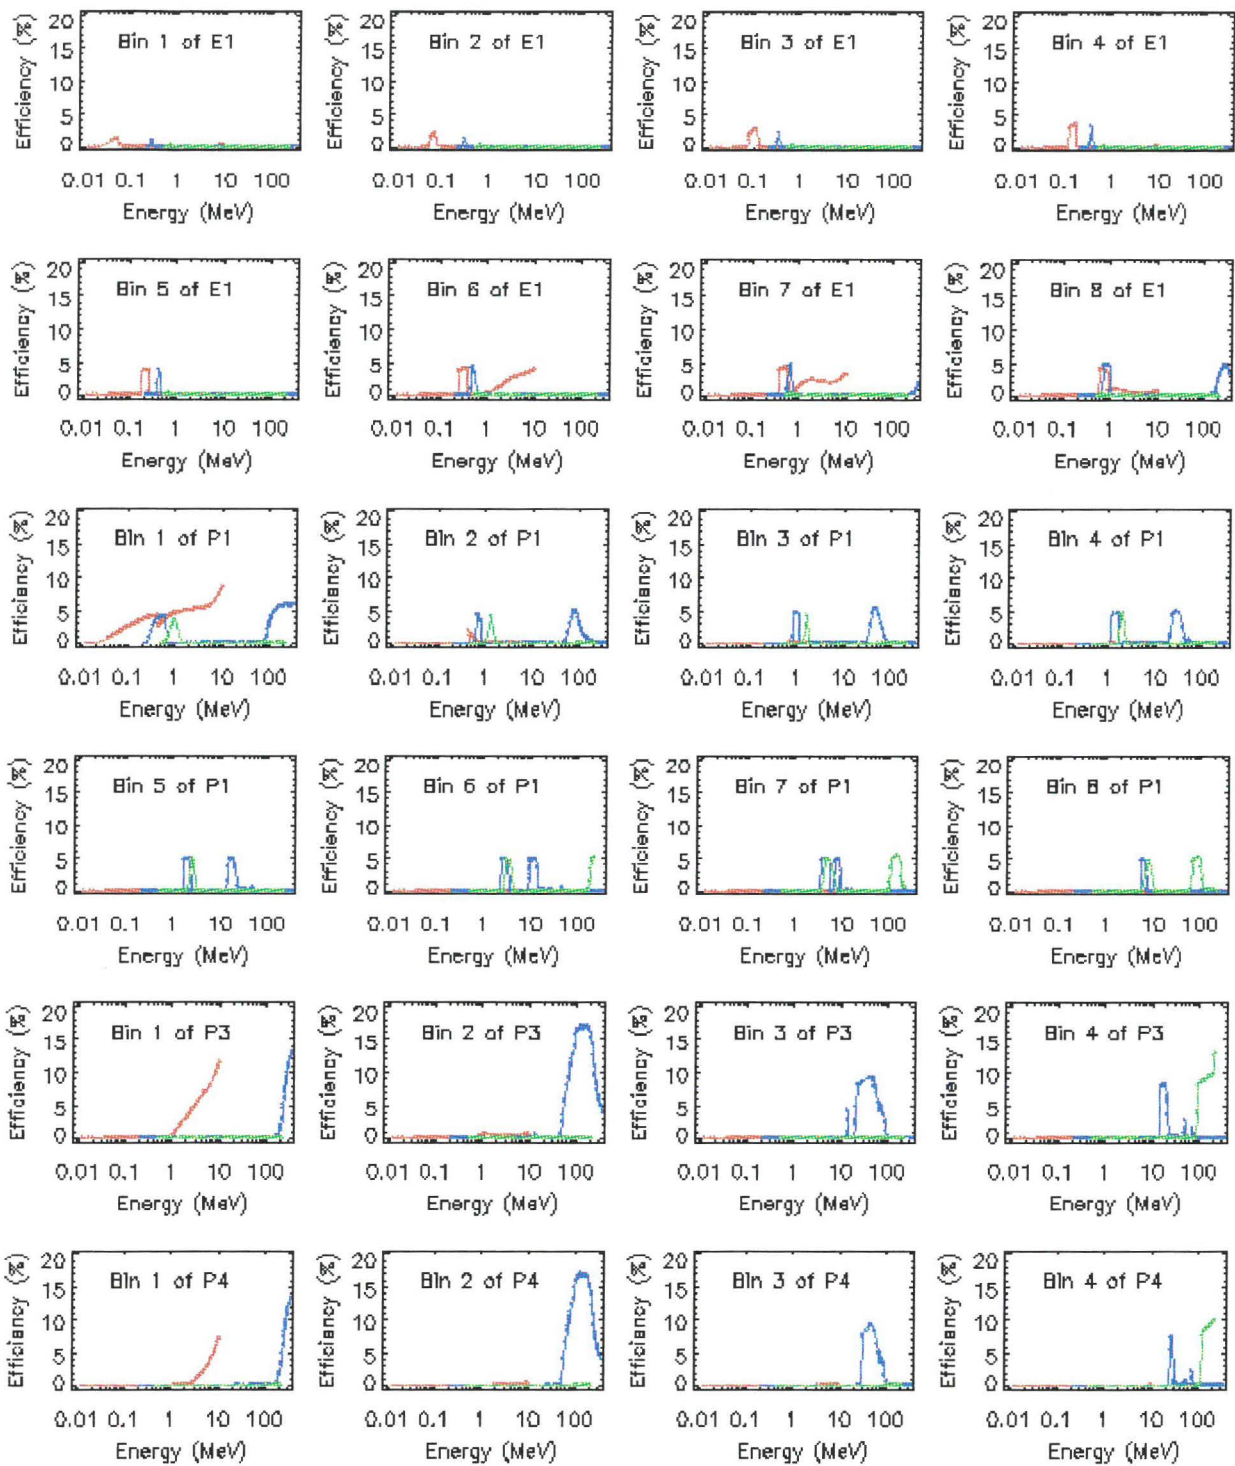 Efficiency (%) Efficiency (%) Efficiency (%) Efficiency (%)
20 20 20 20
Bin 1 of E1 Bin 2 of E1 Bin 3 of E1 Bin 4 of E1
15 15 15 15
10 10 10 10
5 5 5 5
0 0 0 0
0.01 0.1 1 10 100 0.01 0.1 1 10 100 0.01 0.1 1 10 100 0.01 0.1 1 10 100
Energy (MeV) Energy (MeV) Energy (MeV) Energy (MeV)
Efficiency (%) Efficiency (%) Efficiency (%) Efficiency (%)
20 20 20 20
Bin 5 of E1 Bin 6 of E1 Bin 7 of E1 Bin 8 of E1
15 15 15 15
10 10 10 10
5 5 5 5
0 0 0 0
0.01 0.1 1 10 100 0.01 0.1 1 10 100 0.01 0.1 1 10 100 0.01 0.1 1 10 100
Energy (MeV) Energy (MeV) Energy (MeV) Energy (MeV)
Efficiency (%) Efficiency (%) Efficiency (%) Efficiency (%)
20 20 20 20
Bin 1 of P1 Bin 2 of P1 Bin 3 of P1 Bin 4 of P1
15 15 15 15
10 10 10 10
5 5 5 5
0 0 0 0
0.01 0.1 1 10 100 0.01 0.1 1 10 100 0.01 0.1 1 10 100 0.01 0.1 1 10 100
Energy (MeV) Energy (MeV) Energy (MeV) Energy (MeV)
Efficiency (%) Efficiency (%) Efficiency (%) Efficiency (%)
20 20 20 20
Bin 5 of P1 Bin 6 of P1 Bin 7 of P1 Bin 8 of P1
15 15 15 15
10 10 10 10
5 5 5 5
0 0 0 0
0.01 0.1 1 10 100 0.01 0.1 1 10 100 0.01 0.1 1 10 100 0.01 0.1 1 10 100
Energy (MeV) Energy (MeV) Energy (MeV) Energy (MeV)
Efficiency (%) Efficiency (%) Efficiency (%) Efficiency (%)
20 20 20 20
Bin 1 of P3 Bin 2 of P3 Bin 3 of P3 Bin 4 of P3
15 15 15 15
10 10 10 10
5 5 5 5
0 0 0 0
0.01 0.1 1 10 100 0.01 0.1 1 10 100 0.01 0.1 1 10 100 0.01 0.1 1 10 100
Energy (MeV) Energy (MeV) Energy (MeV) Energy (MeV)
Efficiency (%) Efficiency (%) Efficiency (%) Efficiency (%)
20 20 20 20
Bin 1 of P4 Bin 2 of P4 Bin 3 of P4 Bin 4 of P4
15 15 15 15
10 10 10 10
5 5 5 5
0 0 0 0
0.01 0.1 1 10 100 0.01 0.1 1 10 100 0.01 0.1 1 10 100 0.01 0.1 1 10 100
Energy (MeV) Energy (MeV) Energy (MeV) Energy (MeV)